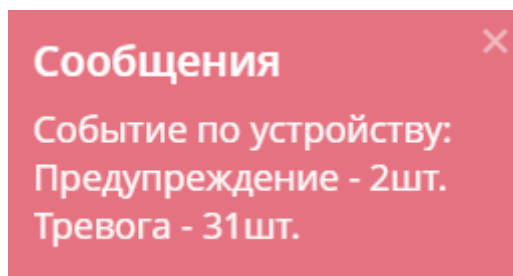 Сообщения
Событие по устройству:
Предупреждение - 2шт.
Тревога - 31шт.